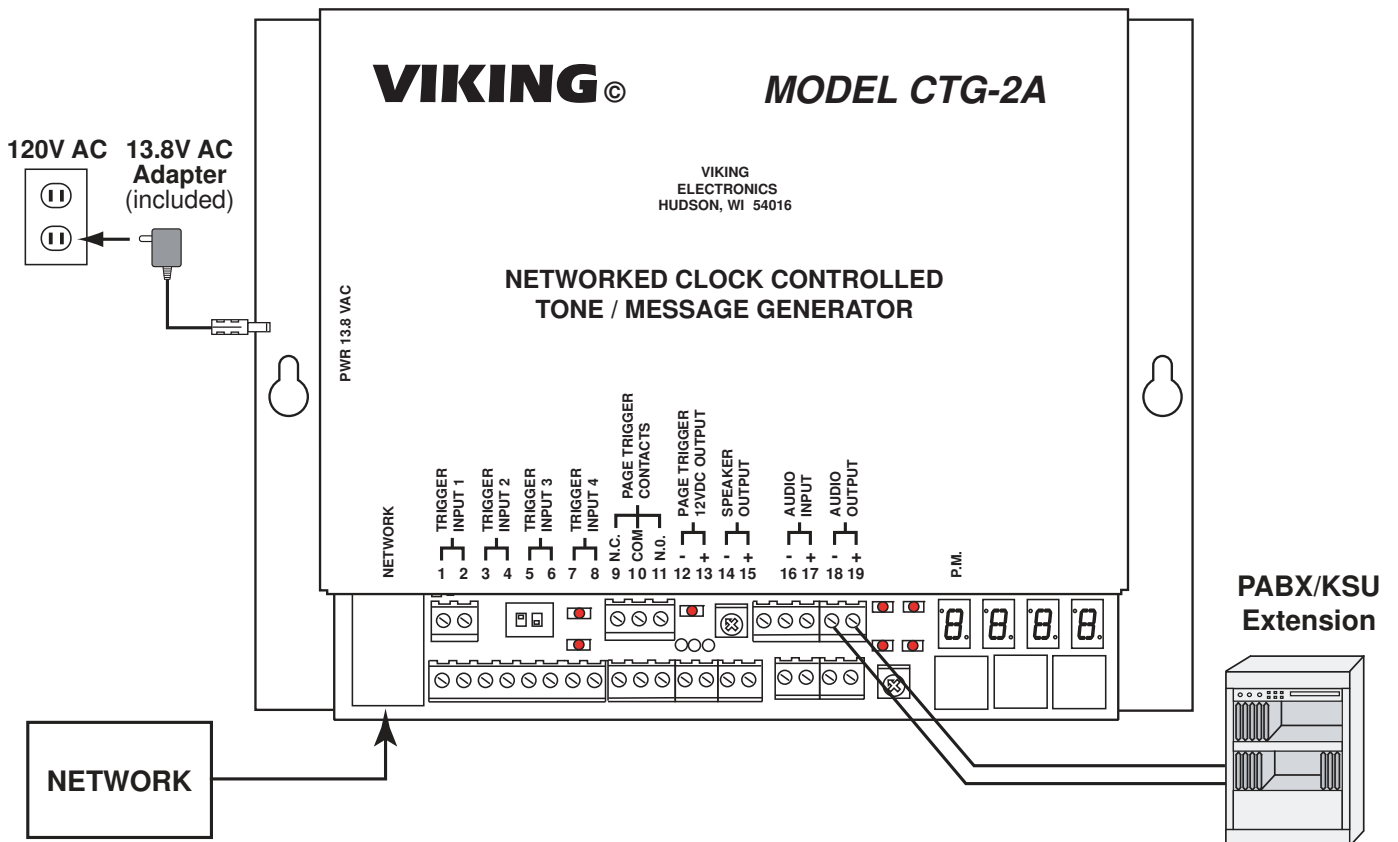 VIKING ©
MODEL CTG-2A
120V AC
13.8V AC
Adapter
(included)
VIKING
ELECTRONICS
HUDSON, WI 54016
NETWORKED CLOCK CONTROLLED
TONE / MESSAGE GENERATOR
PWR 13.8 VAC
NETWORK
TRIGGER
INPUT 1
TRIGGER
INPUT 2
TRIGGER
INPUT 3
TRIGGER
INPUT 4
PAGE TRIGGER
CONTACTS
N.C.
COM
N.0.
PAGE TRIGGER
12VDC OUTPUT
- +
SPEAKER
OUTPUT
- +
AUDIO
INPUT
- +
AUDIO
OUTPUT
- +
P.M.
1 2 3 4 5 6 7 8 9 10 11 12 13 14 15 16 17 18 19
8. 8. 8. 8.
PABX/KSU
Extension
NETWORK